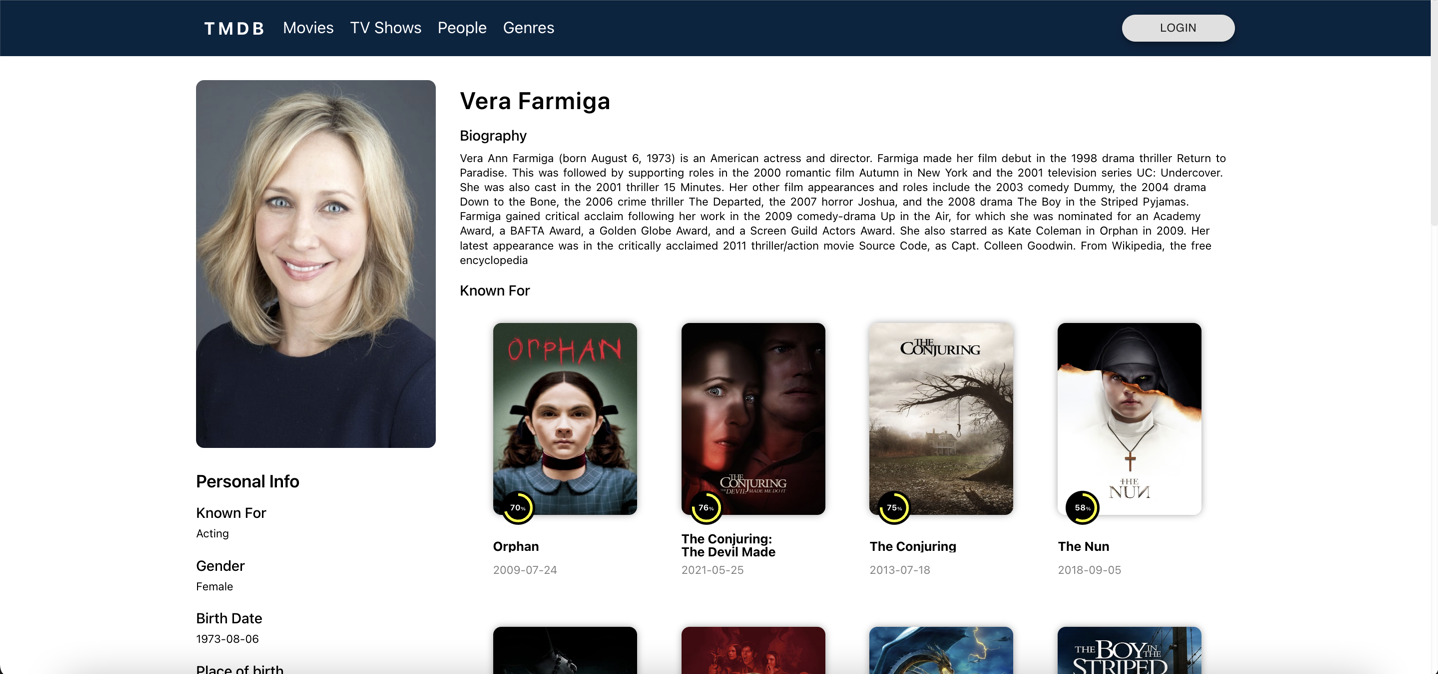 TMDB Movies TV Shows People Genres LOGIN
Vera Farmiga
Biography
Vera Ann Farmiga (born August 6, 1973) is an American actress and director. Farmiga made her film debut in the 1998 drama thriller Return to
Paradise. This was followed by supporting roles in the 2000 romantic film Autumn in New York and the 2001 television series UC: Undercover.
She was also cast in the 2001 thriller 15 Minutes. Her other film appearances and roles include the 2003 comedy Dummy, the 2004 drama
Down to the Bone, the 2006 crime thriller The Departed, the 2007 horror Joshua, and the 2008 drama The Boy in the Striped Pyjamas.
Farmiga gained critical acclaim following her work in the 2009 comedy-drama Up in the Air, for which she was nominated for an Academy
Award, a BAFTA Award, a Golden Globe Award, and a Screen Guild Actors Award. She also starred as Kate Coleman in Orphan in 2009. Her
latest appearance was in the critically acclaimed 2011 thriller/action movie Source Code, as Capt. Colleen Goodwin. From Wikipedia, the free
encyclopedia
Known For
ORPHAN
70%
Orphan
2009-07-24
THE
CONJURING
THE DEVIL MADE ME DO IT
76%
The Conjuring:
The Devil Made
2021-05-25
THE
CONJURING
75%
The Conjuring
2013-07-18
THE
NUN
58%
The Nun
2018-09-05
THE BOY IN THE
STRIPED
Personal Info
Known For
Acting
Gender
Female
Birth Date
1973-08-06
Place of birth